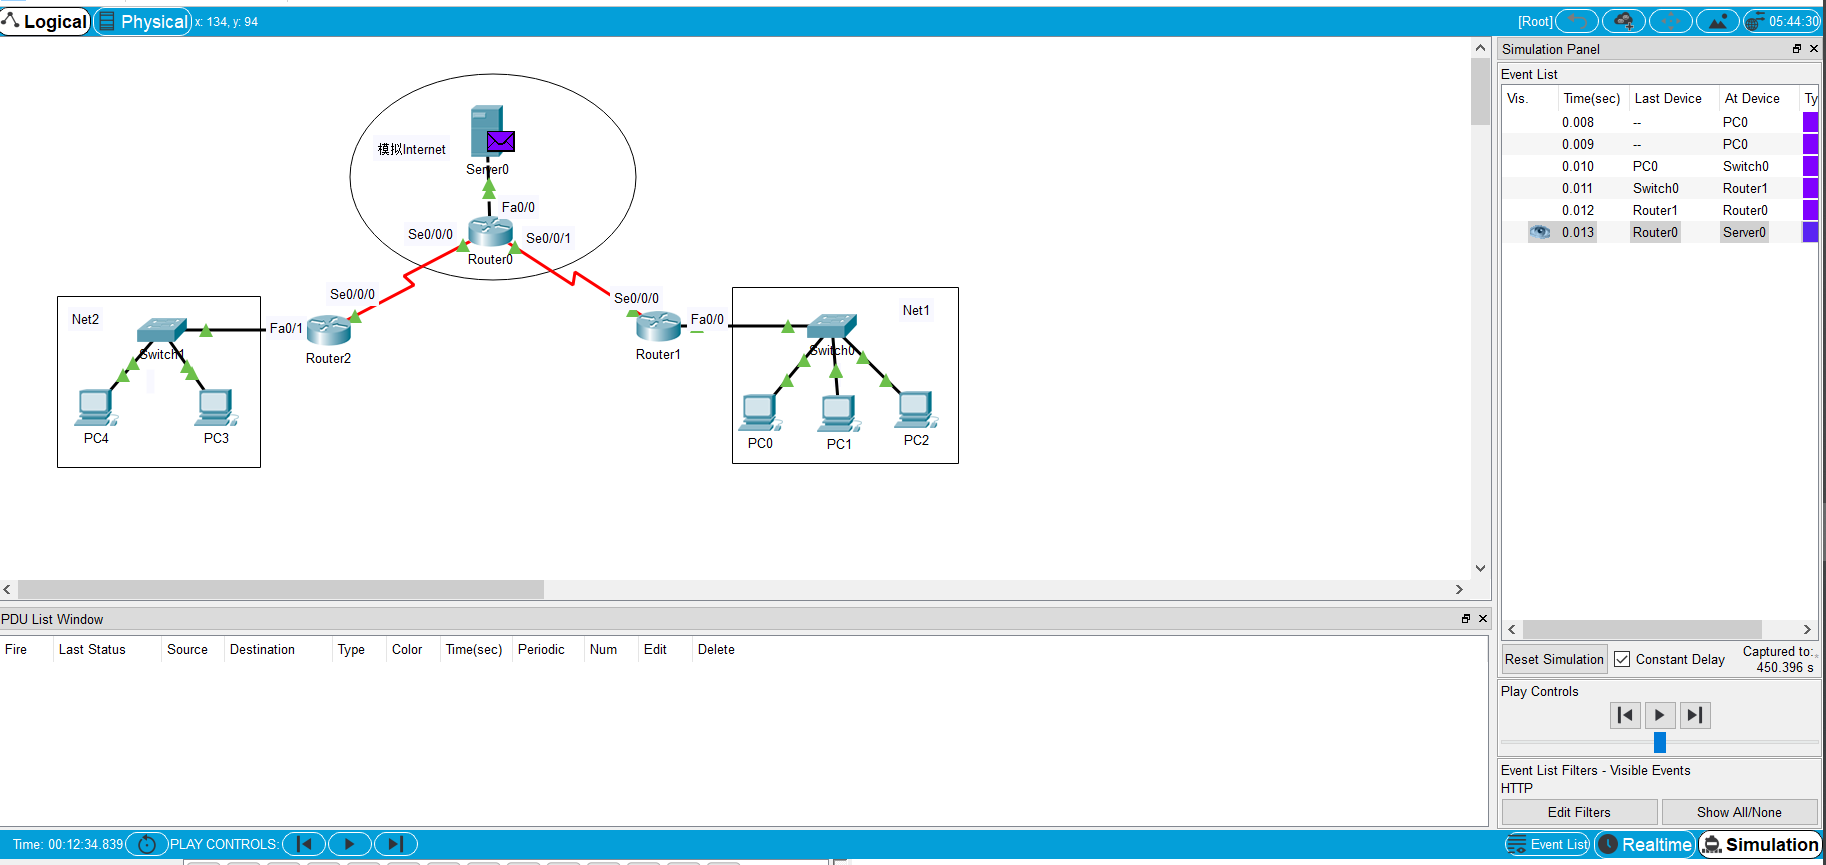 Logical Physical x: 134, y: 94 [Root] 05:44:30
模拟Internet
Server0
Fa0/0
Se0/0/0 Se0/0/1
Router0
Se0/0/0 Se0/0/0
Net2 Fa0/1 Fa0/0 Net1
Switch1 Router2 Router1 Switch0
PC4 PC3 PC0 PC1 PC2
Simulation Panel
Event List
Vis. Time(sec) Last Device At Device Ty
0.008 -- PC0
0.009 -- PC0
0.010 PC0 Switch0
0.011 Switch0 Router1
0.012 Router1 Router0
0.013 Router0 Server0
Reset Simulation Constant Delay Captured to:
450.396 s
Play Controls
Event List Filters - Visible Events
HTTP
Edit Filters Show All/None
PDU List Window
Fire Last Status Source Destination Type Color Time(sec) Periodic Num Edit Delete
Time: 00:12:34.839 PLAY CONTROLS: Event List Realtime Simulation